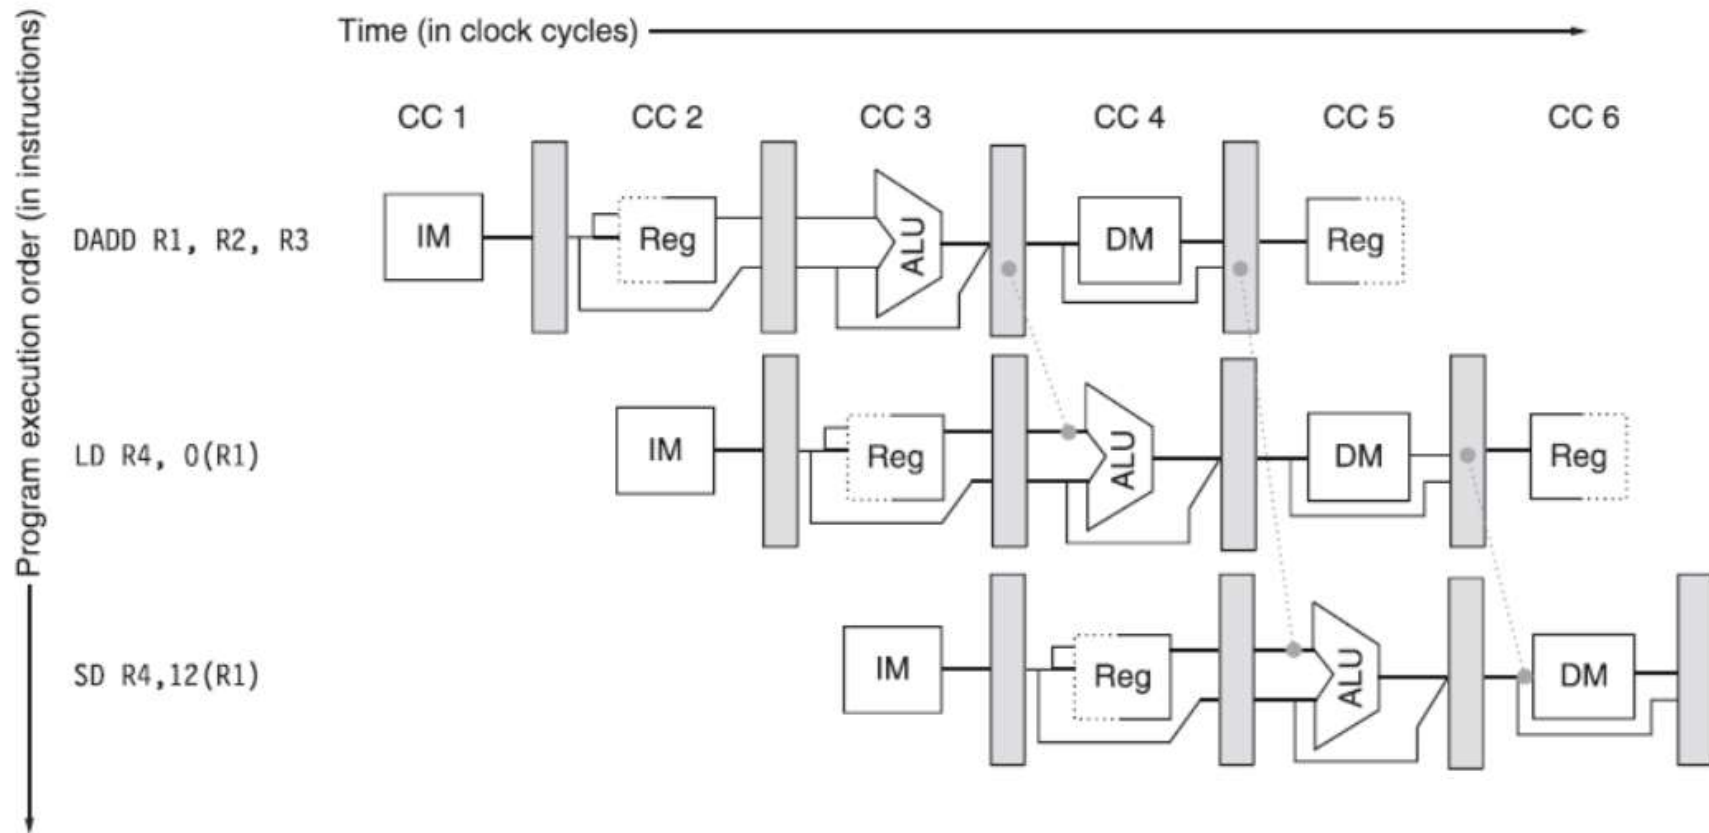 Time (in clock cycles)
CC 1 CC 2 CC 3 CC 4 CC 5 CC 6
Program execution order (in instructions)
DADD R1, R2, R3
IM Reg ALU DM Reg
LD R4, 0(R1)
IM Reg ALU DM Reg
SD R4,12(R1)
IM Reg ALU DM